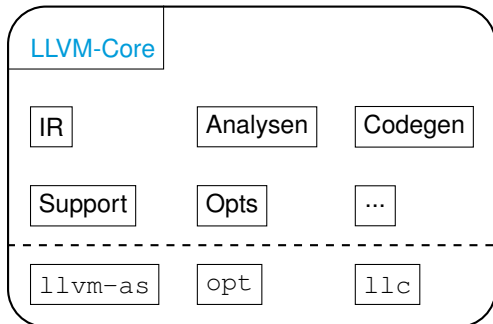 LLVM-Core
IR Analysen Codegen
Support Opts ...
llvm-as opt llc